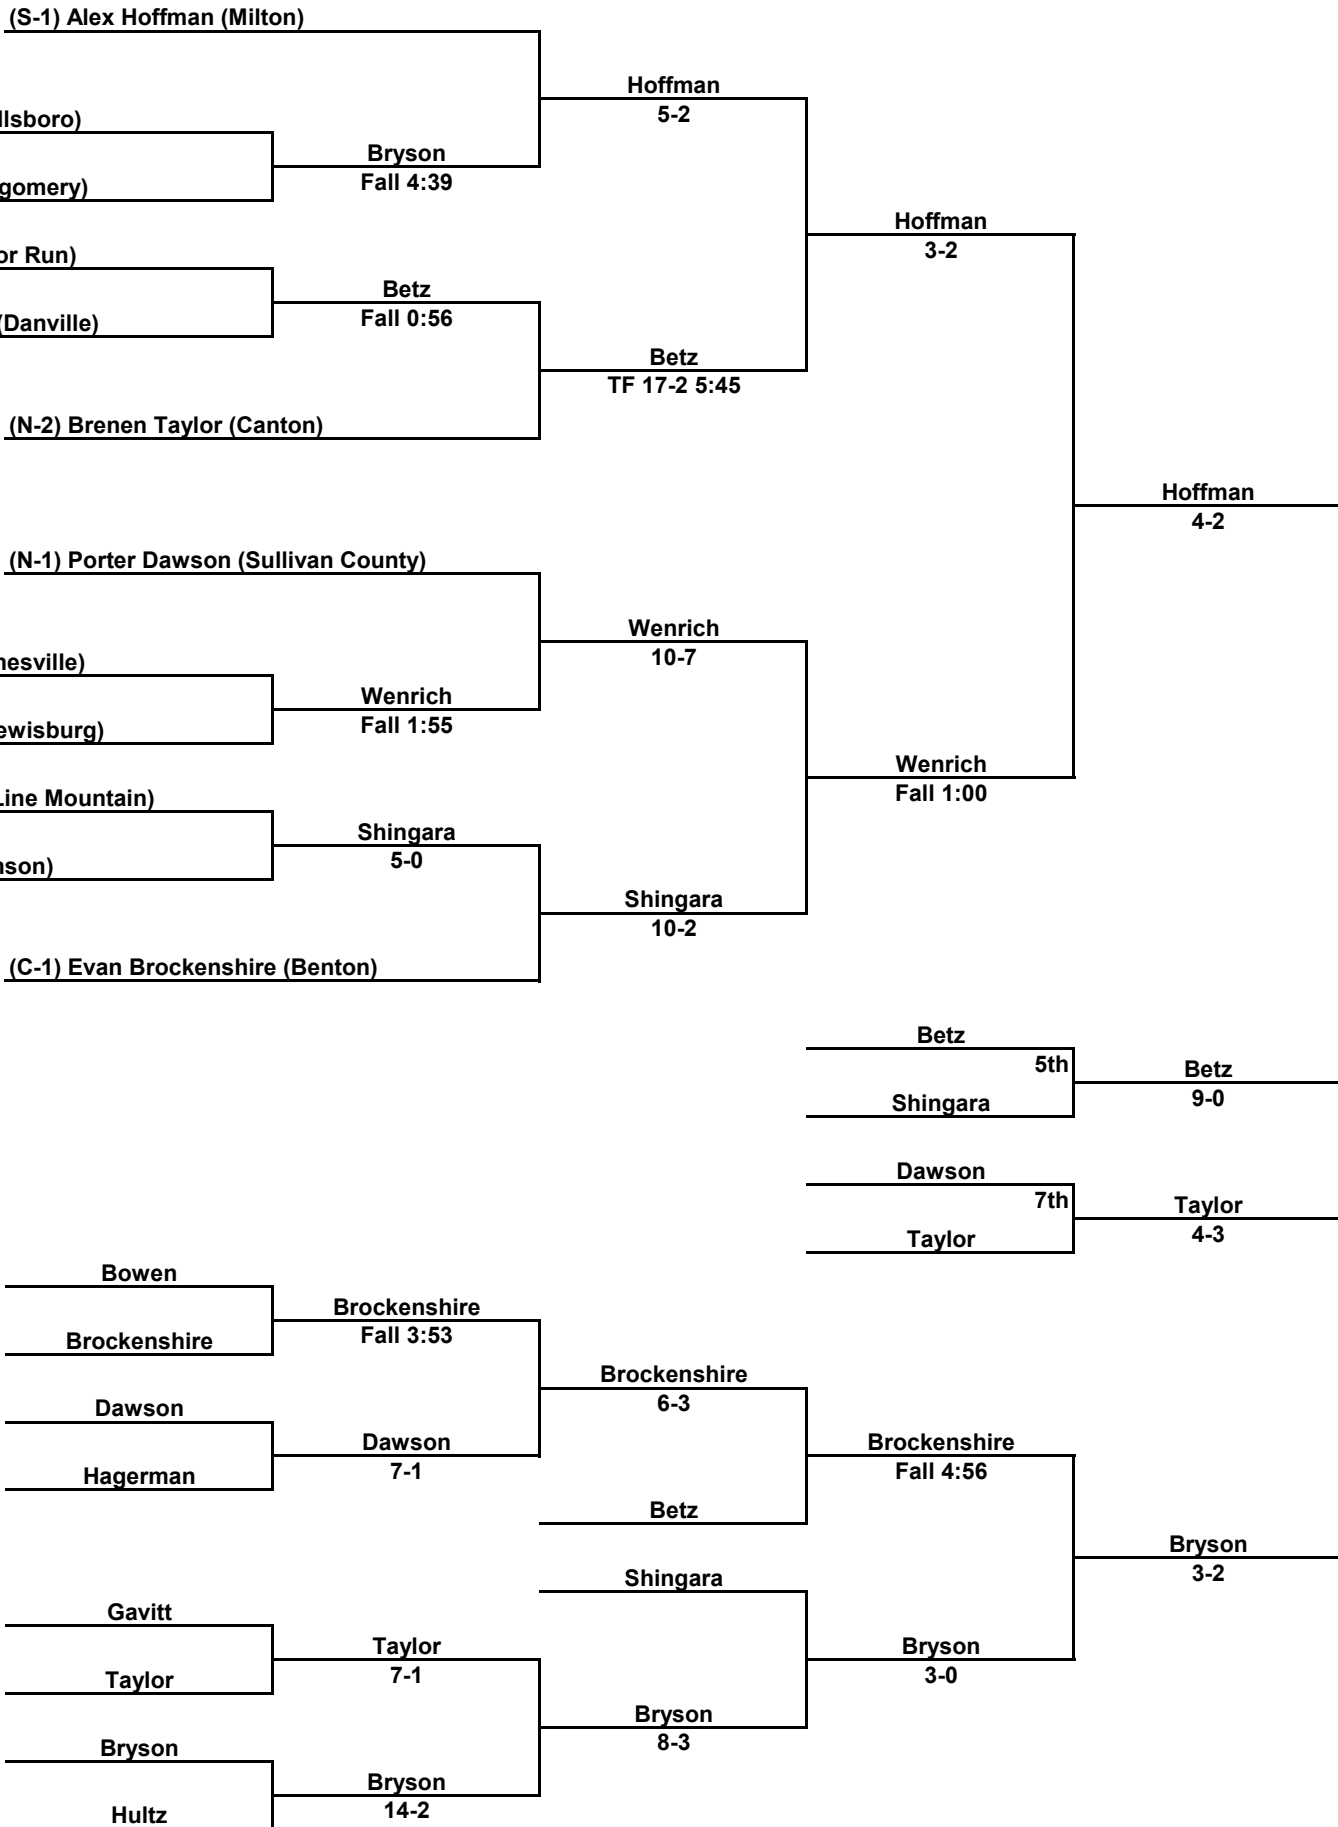 (S-1) Alex Hoffman (Milton)
Hoffman
5-2
llsboro)
Bryson
Fall 4:39
gomery)
Hoffman
3-2
or Run)
Betz
Fall 0:56
(Danville)
Betz
TF 17-2 5:45
(N-2) Brenen Taylor (Canton)
Hoffman
4-2
(N-1) Porter Dawson (Sullivan County)
Wenrich
10-7
nesville)
Wenrich
Fall 1:55
ewisburg)
Wenrich
Fall 1:00
Line Mountain)
Shingara
5-0
nson)
Shingara
10-2
(C-1) Evan Brockenshire (Benton)
Betz
5th
Betz
9-0
Shingara
Dawson
7th
Taylor
4-3
Taylor
Bowen
Brockenshire
Fall 3:53
Brockenshire
Brockenshire
6-3
Dawson
Dawson
7-1
Brockenshire
Fall 4:56
Hagerman
Betz
Bryson
3-2
Shingara
Gavitt
Taylor
7-1
Bryson
3-0
Taylor
Bryson
8-3
Bryson
Bryson
14-2
Hultz